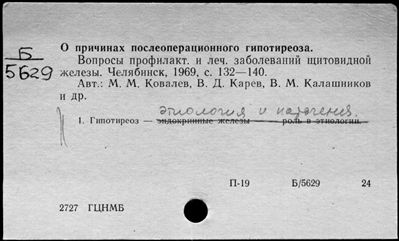 Б
5629
О причинах послеоперационного гипотиреоза.
Вопросы профилакт. и леч. заболеваний щитовидной
железы. Челябинск, 1969, с. 132—140.
Авт.: М. М. Ковалев, В. Д. Карев, В. М. Калашников
и др.
этиология и патогенез.
1. Гипотиреоз — эндокринные железы — роль в этиологии.
П-19 Б/5629 24
2727 ГЦНМБ